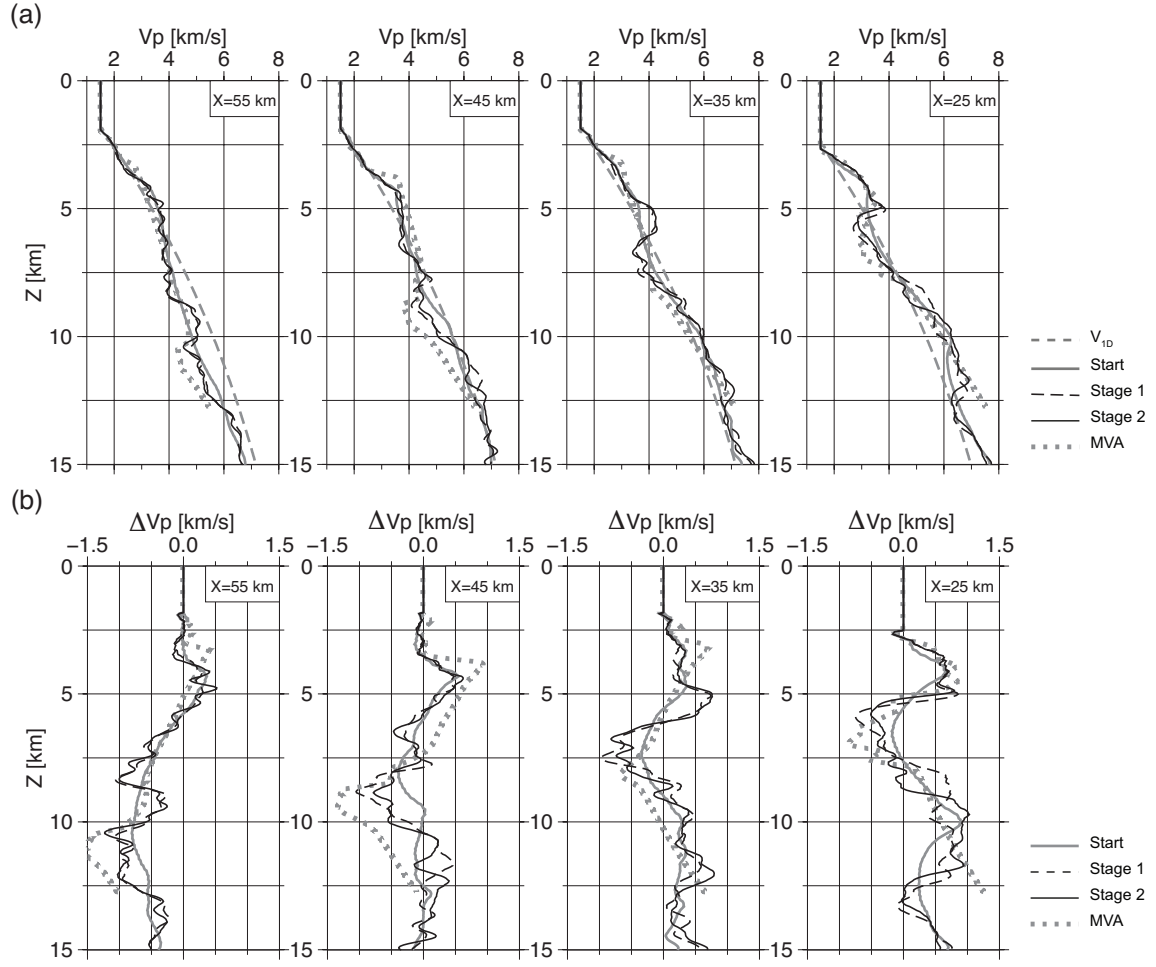 (a)
Vp [km/s] Vp [km/s] Vp [km/s] Vp [km/s]
2 4 6 8 2 4 6 8 2 4 6 8 2 4 6 8
0 0 0 0
X=55 km X=45 km X=35 km X=25 km
5 5 5 5
Z [km]
10 10 10 10
15 15 15 15
V1D
Start
Stage 1
Stage 2
MVA
(b)
ΔVp [km/s] ΔVp [km/s] ΔVp [km/s] ΔVp [km/s]
−1.5 0.0 1.5 −1.5 0.0 1.5 −1.5 0.0 1.5 −1.5 0.0 1.5
0 0 0 0
X=55 km X=45 km X=35 km X=25 km
5 5 5 5
Z [km]
10 10 10 10
15 15 15 15
Start
Stage 1
Stage 2
MVA